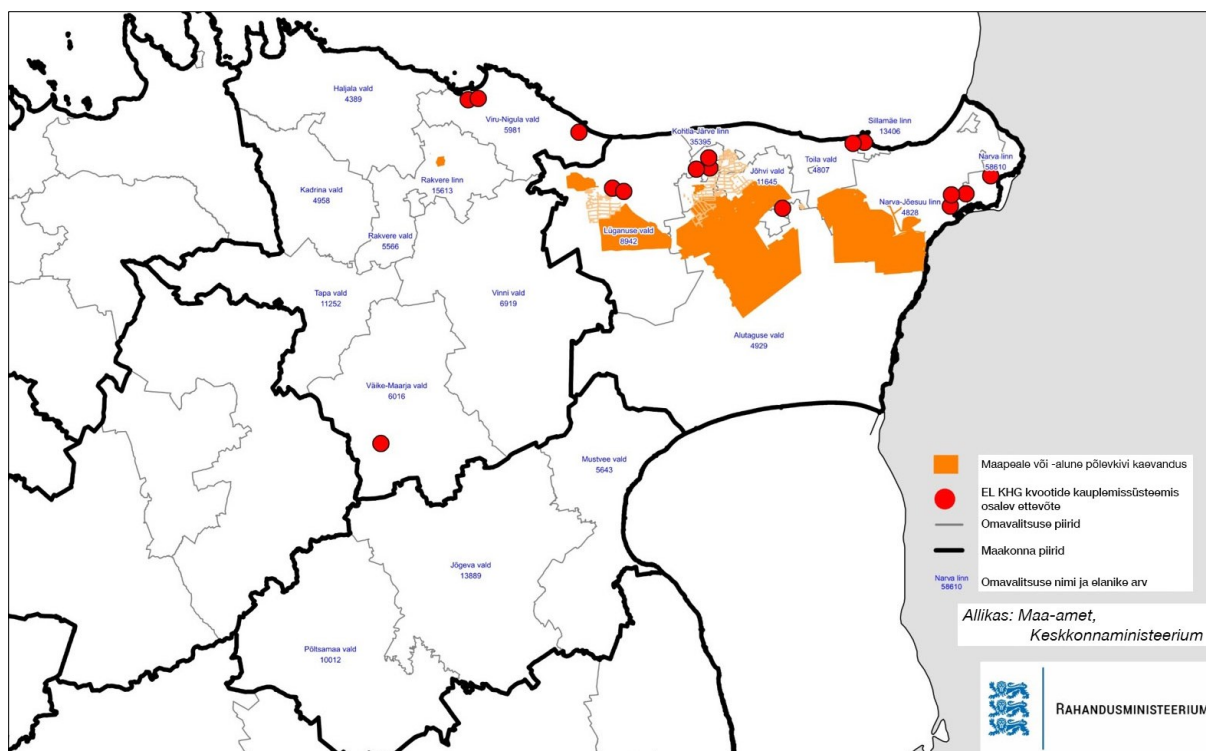 Haljala vald
4389
Viru-Nigula vald
5981
Kohtla-Järve linn
35395
Sillamäe linn
13406
Toila vald
4807
Narva linn
58610
Jõhvi vald
11645
Rakvere linn
15613
Kadrina vald
4958
Narva-Jõesuu linn
4828
Lüganuse vald
8942
Rakvere vald
5566
Tapa vald
11252
Vinni vald
6919
Alutaguse vald
4929
Väike-Maarja vald
6016
Mustvee vald
5643
Jõgeva vald
13889
Põltsamaa vald
10012
Maapeale või -alune põlevkivi kaevandus
EL KHG kvootide kauplemissüsteemis
osalev ettevõte
Omavalitsuse piirid
Maakonna piirid
Narva linn
58610
Omavalitsuse nimi ja elanike arv
Allikas: Maa-amet,
Keskkonnaministeerium
RAHANDUSMINISTEERIUM